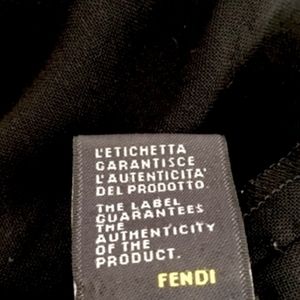 L'ETICHETTA
GARANTISCE
L'AUTENTICITA'
DEL PRODOTTO.
THE LABEL
GUARANTEES
THE
AUTHENTICITY
OF THE
PRODUCT.
FENDI